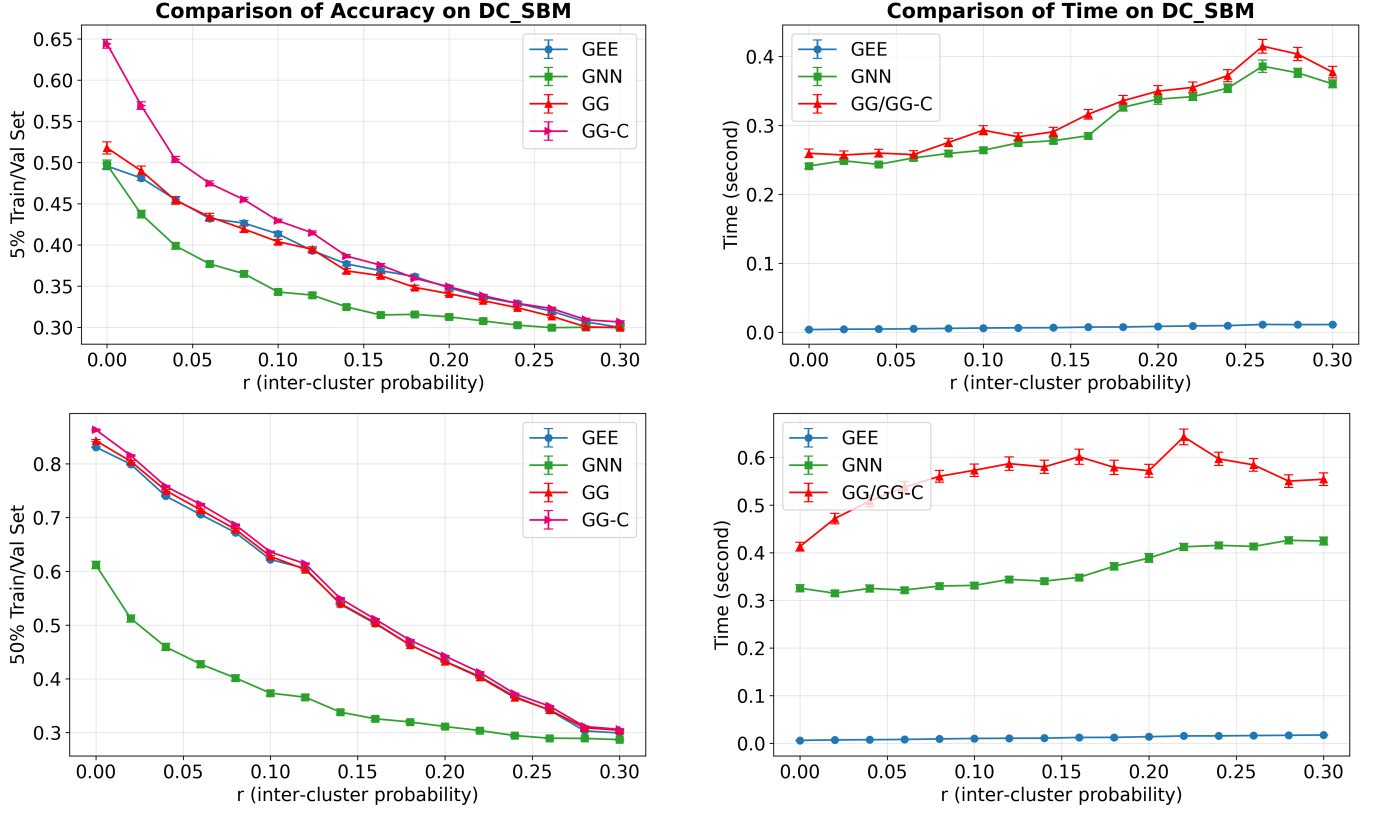 Comparison of Accuracy on DC_SBM
5% Train/Val Set
0.65
0.60
0.55
0.50
0.45
0.40
0.35
0.30
GEE
GNN
GG
GG-C
0.00 0.05 0.10 0.15 0.20 0.25 0.30
r (inter-cluster probability)
Comparison of Time on DC_SBM
Time (second)
0.4
0.3
0.2
0.1
0.0
GEE
GNN
GG/GG-C
0.00 0.05 0.10 0.15 0.20 0.25 0.30
r (inter-cluster probability)
50% Train/Val Set
0.8
0.7
0.6
0.5
0.4
0.3
GEE
GNN
GG
GG-C
0.00 0.05 0.10 0.15 0.20 0.25 0.30
r (inter-cluster probability)
Time (second)
0.6
0.5
0.4
0.3
0.2
0.1
0.0
GEE
GNN
GG/GG-C
0.00 0.05 0.10 0.15 0.20 0.25 0.30
r (inter-cluster probability)